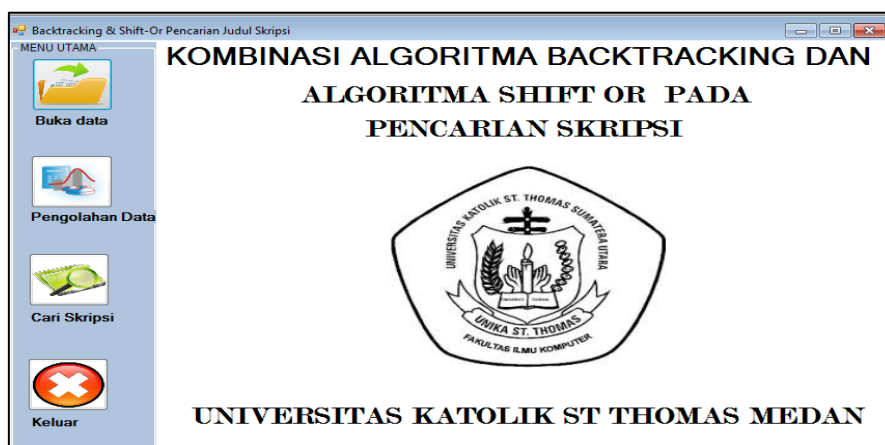 Backtracking & Shift-Or Pencarian Judul Skripsi
MENU UTAMA
Buka data
Pengolahan Data
Cari Skripsi
Keluar
KOMBINASI ALGORITMA BACKTRACKING DAN
ALGORITMA SHIFT OR PADA
PENCARIAN SKRIPSI
UNIVERSITAS KATOLIK ST. THOMAS SUMATERA UTARA
UNIKA ST. THOMAS
FAKULTAS ILMU KOMPUTER
UNIVERSITAS KATOLIK ST THOMAS MEDAN